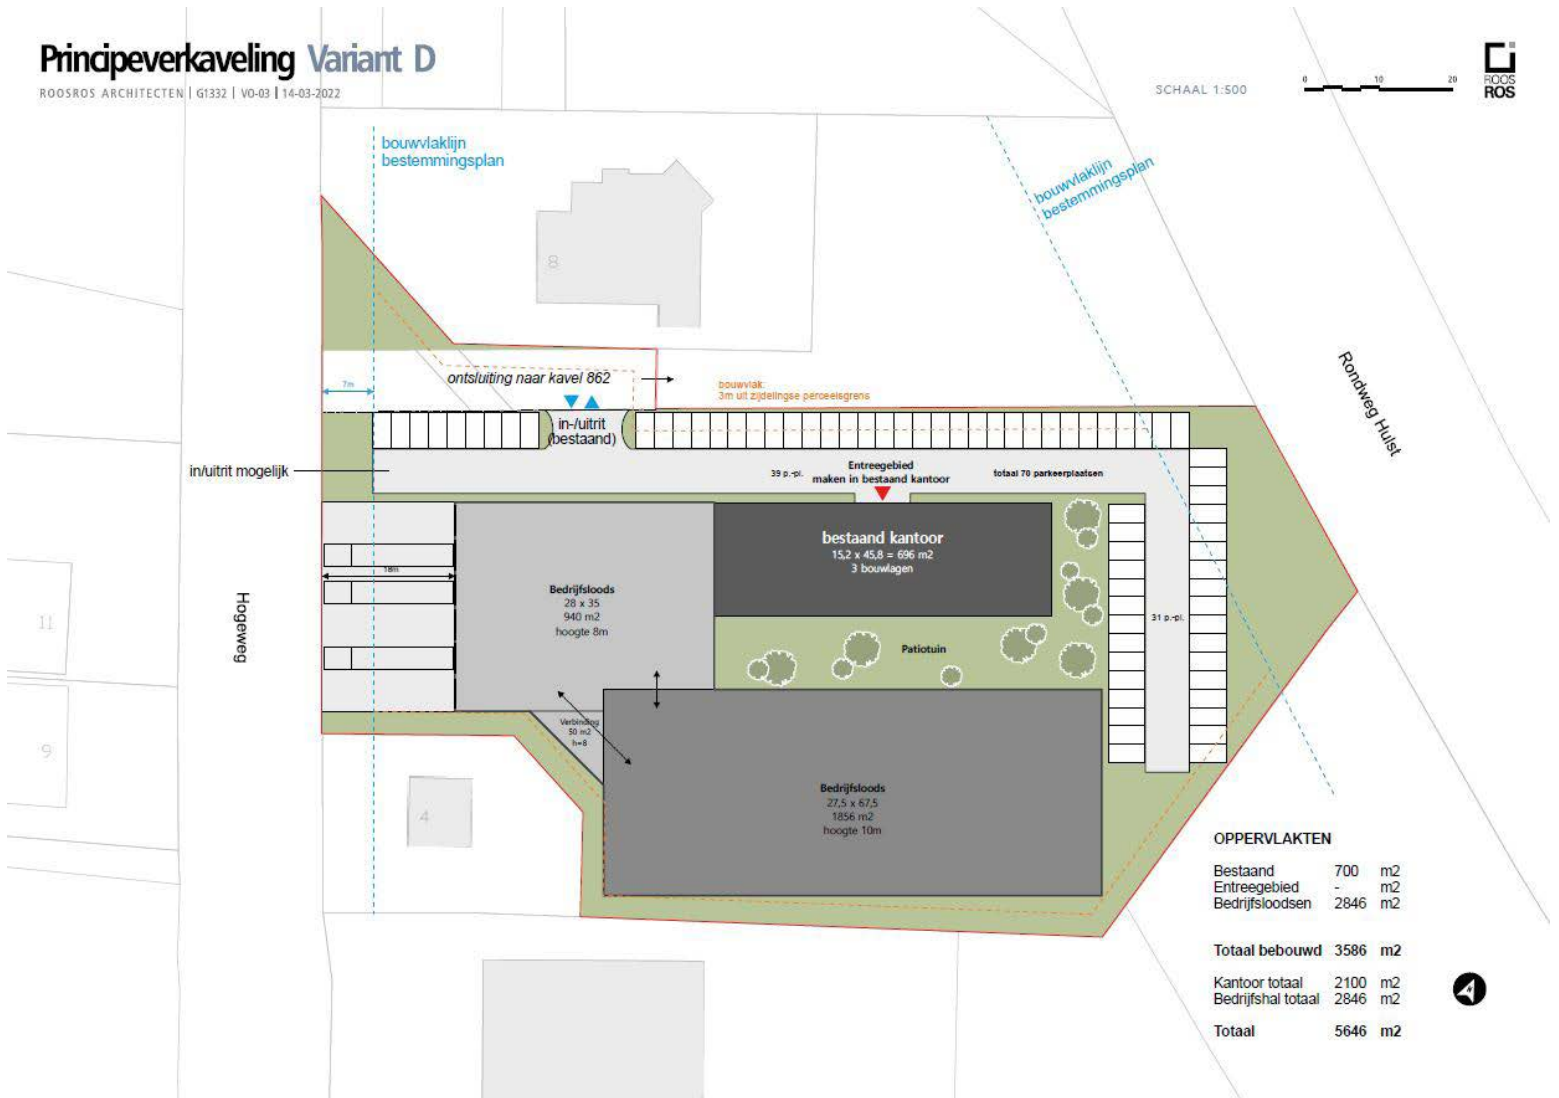 Principeverkaveling Variant D
ROOSROS ARCHITECTEN | G1332 | VO-03 | 14-03-2022
SCHAAL 1:500
0 10 20
ROOS
ROS
bouwvlaklijn
bestemmingsplan
bouwvlaklijn
bestemmingsplan
8
Rondweg Hulst
7m
ontsluiting naar kavel 862
bouwvlak:
3m uit zijdelingse perceelsgrens
in-/uitrit
(bestaand)
in/uitrit mogelijk
39 p.-pl.
Entreegebied
maken in bestaand kantoor
totaal 70 parkeerplaatsen
bestaand kantoor
15,2 x 45,8 = 696 m2
3 bouwlagen
18m
Bedrijfsloods
28 x 35
940 m2
hoogte 8m
Hogeweg
11
31 p.-pl.
Patiotuin
Verbinding
50 m2
h=8
9
4
Bedrijfsloods
27,5 x 67,5
1856 m2
hoogte 10m
OPPERVLAKTEN
Bestaand 700 m2
Entreegebied - m2
Bedrijfsloodsen 2846 m2
Totaal bebouwd 3586 m2
Kantoor totaal 2100 m2
Bedrijfshal totaal 2846 m2
Totaal 5646 m2